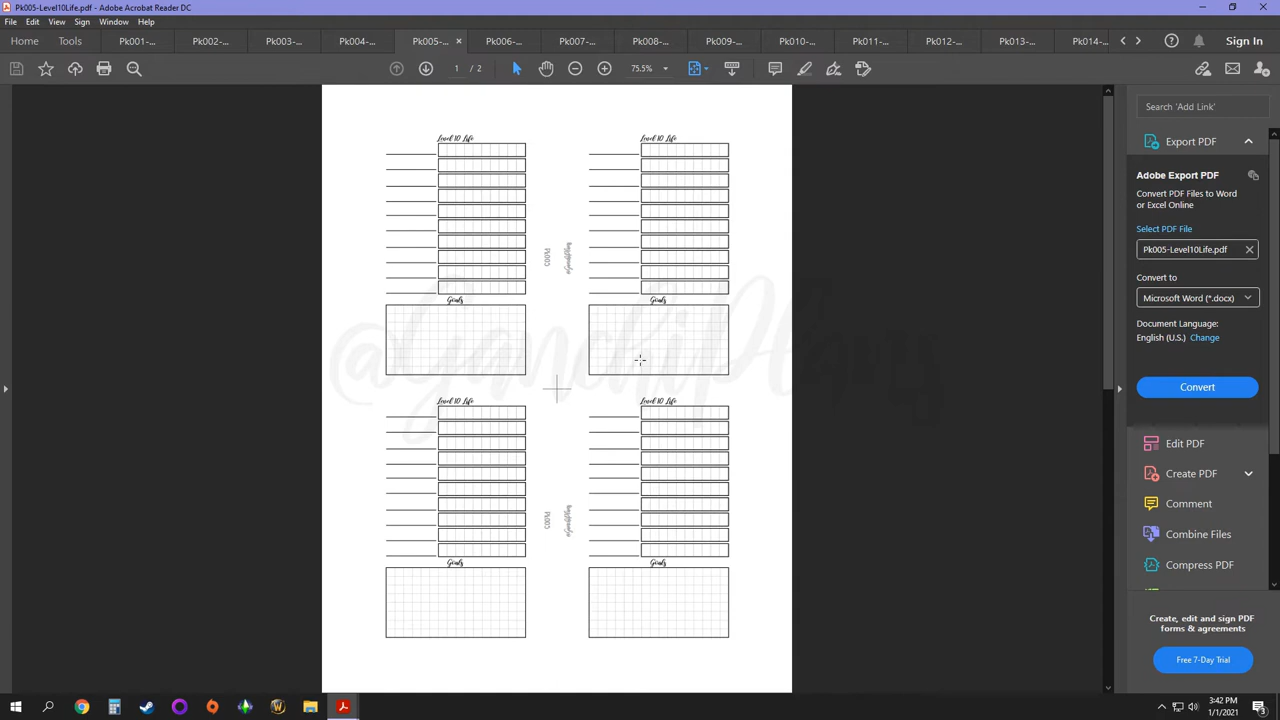 Pk005-Level10Life.pdf - Adobe Acrobat Reader DC
File Edit View Sign Window Help
Home Tools Pk001-... Pk002-... Pk003-... Pk004-... Pk005-... Pk006-... Pk007-... Pk008-... Pk009-... Pk010-... Pk011-... Pk012-... Pk013-... Pk014-... Sign In
1 / 2 75.5%
Level 10 Life Level 10 Life
Pk005 @GanchiPlans
Goals Goals
@GanchiPlans
Level 10 Life Level 10 Life
Pk005 @GanchiPlans
Goals Goals
Search 'Add Link'
Export PDF
Adobe Export PDF
Convert PDF Files to Word
or Excel Online
Select PDF File
Pk005-Level10Life.pdf
Convert to
Microsoft Word (*.docx)
Document Language:
English (U.S.) Change
Convert
Edit PDF
Create PDF
Comment
Combine Files
Compress PDF
Create, edit and sign PDF
forms & agreements
Free 7-Day Trial
3:42 PM
1/1/2021